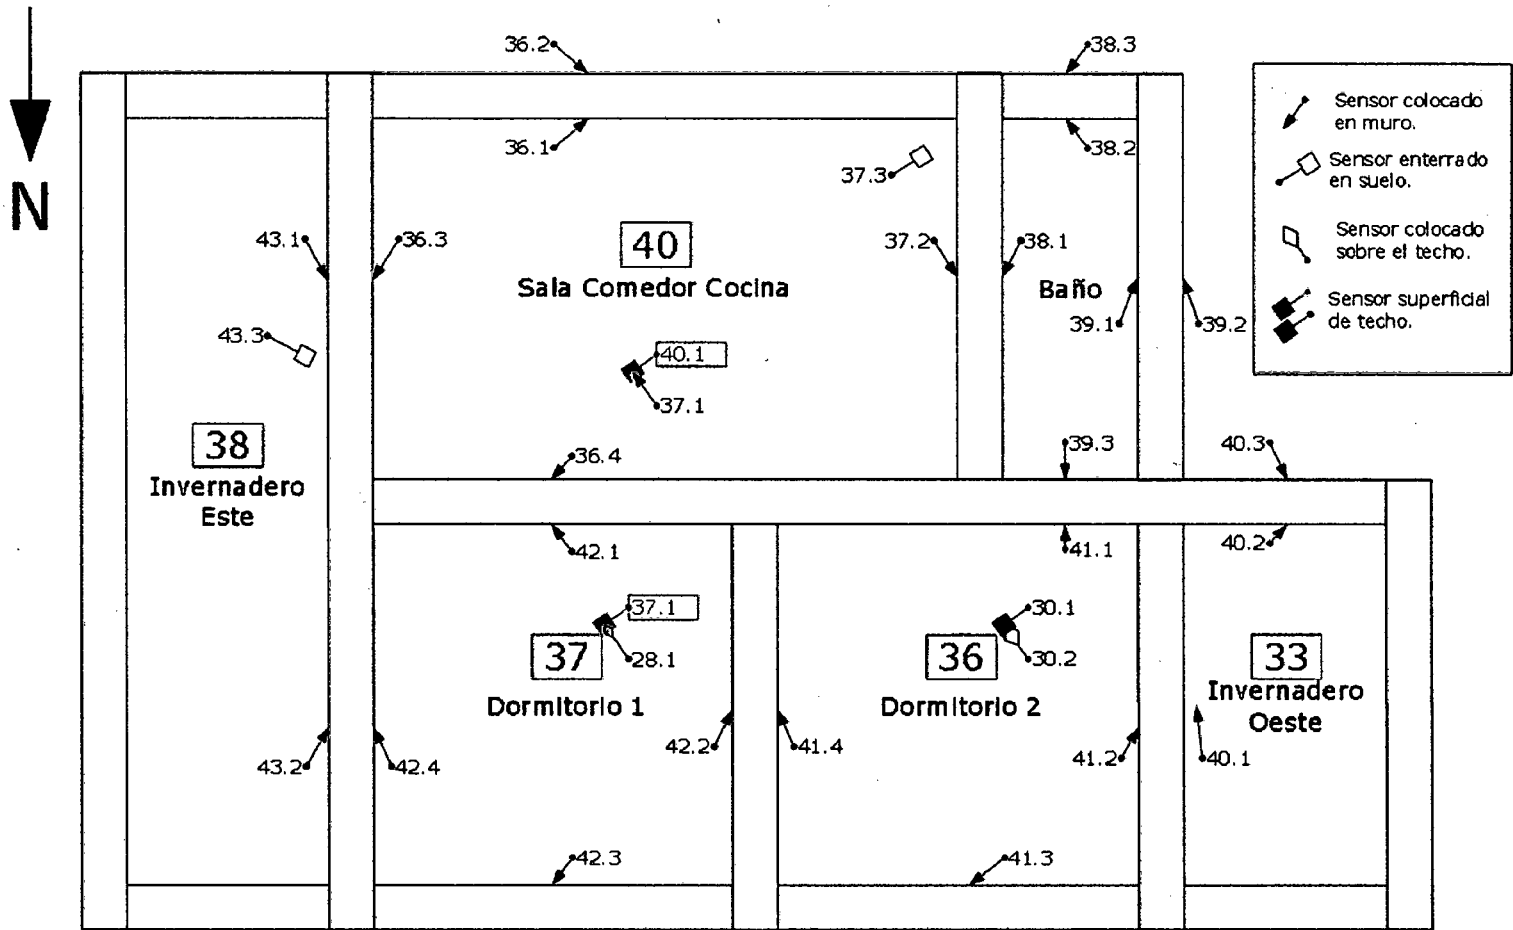 36.2
38.3
Sensor colocado
en muro.
36.1
38.2
37.3
Sensor enterrado
en suelo.
N
43.1
36.3
40
37.2
38.1
Sensor colocado
sobre el techo.
Sala Comedor Cocina
Baño
Sensor superficial
de techo.
43.3
39.1
39.2
40.1
37.1
38
36.4
39.3
40.3
Invernadero
Este
42.1
41.1
40.2
37.1
30.1
37
28.1
36
30.2
33
Dormitorio 1
Dormitorio 2
Invernadero
Oeste
43.2
42.4
42.2
41.4
41.2
40.1
42.3
41.3